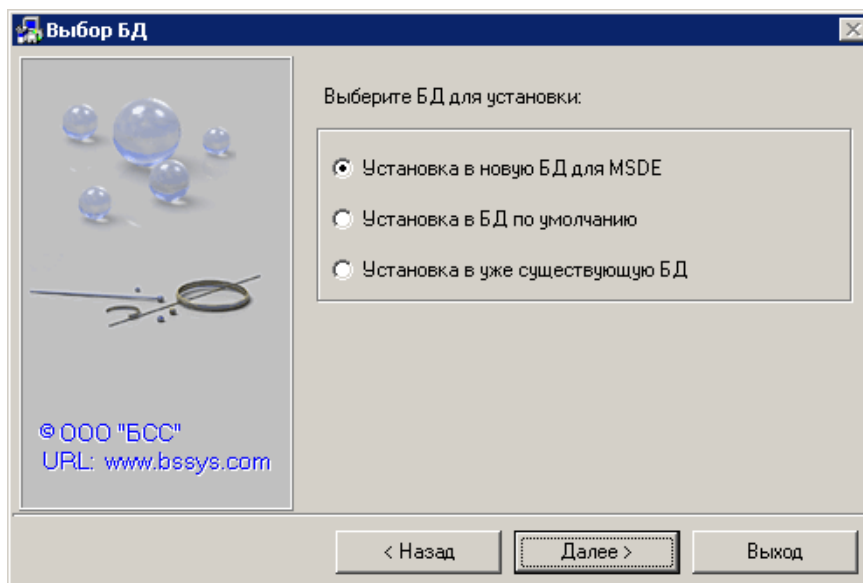 Выбор БД
Выберите БД для установки:
Установка в новую БД для MSDE
Установка в БД по умолчанию
Установка в уже существующую БД
© ООО "БСС"
URL: www.bssys.com
< Назад
Далее >
Выход